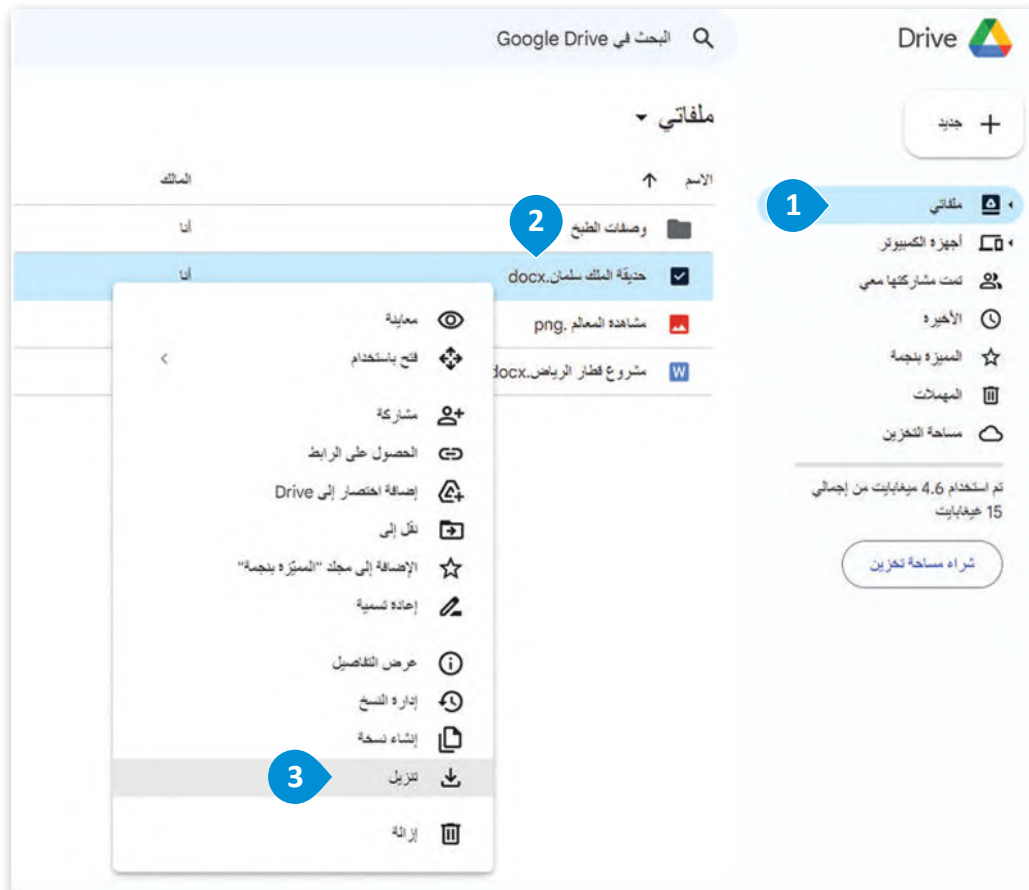 Drive
البحث في Google Drive
جديد
1
ملفاتي
أجهزة الكمبيوتر
تمت مشاركتها معي
الأخيرة
المميزة بنجمة
المهملات
مساحة التخزين
تم استخدام 4.6 ميغابايت من إجمالي
15 غيغابايت
شراء مساحة تخزين
ملفاتي
الاسم
المالك
2
وصفات الطبخ
أنا
حديقة الملك سلمان.docx
أنا
مشاهدة المعالم .png
مشروع قطار الرياض.docx
معاينة
فتح باستخدام
مشاركة
الحصول على الرابط
إضافة اختصار إلى Drive
نقل إلى
الإضافة إلى مجلد "المميّزة بنجمة"
إعادة تسمية
عرض التفاصيل
إدارة النسخ
إنشاء نسخة
3
تنزيل
إزالة